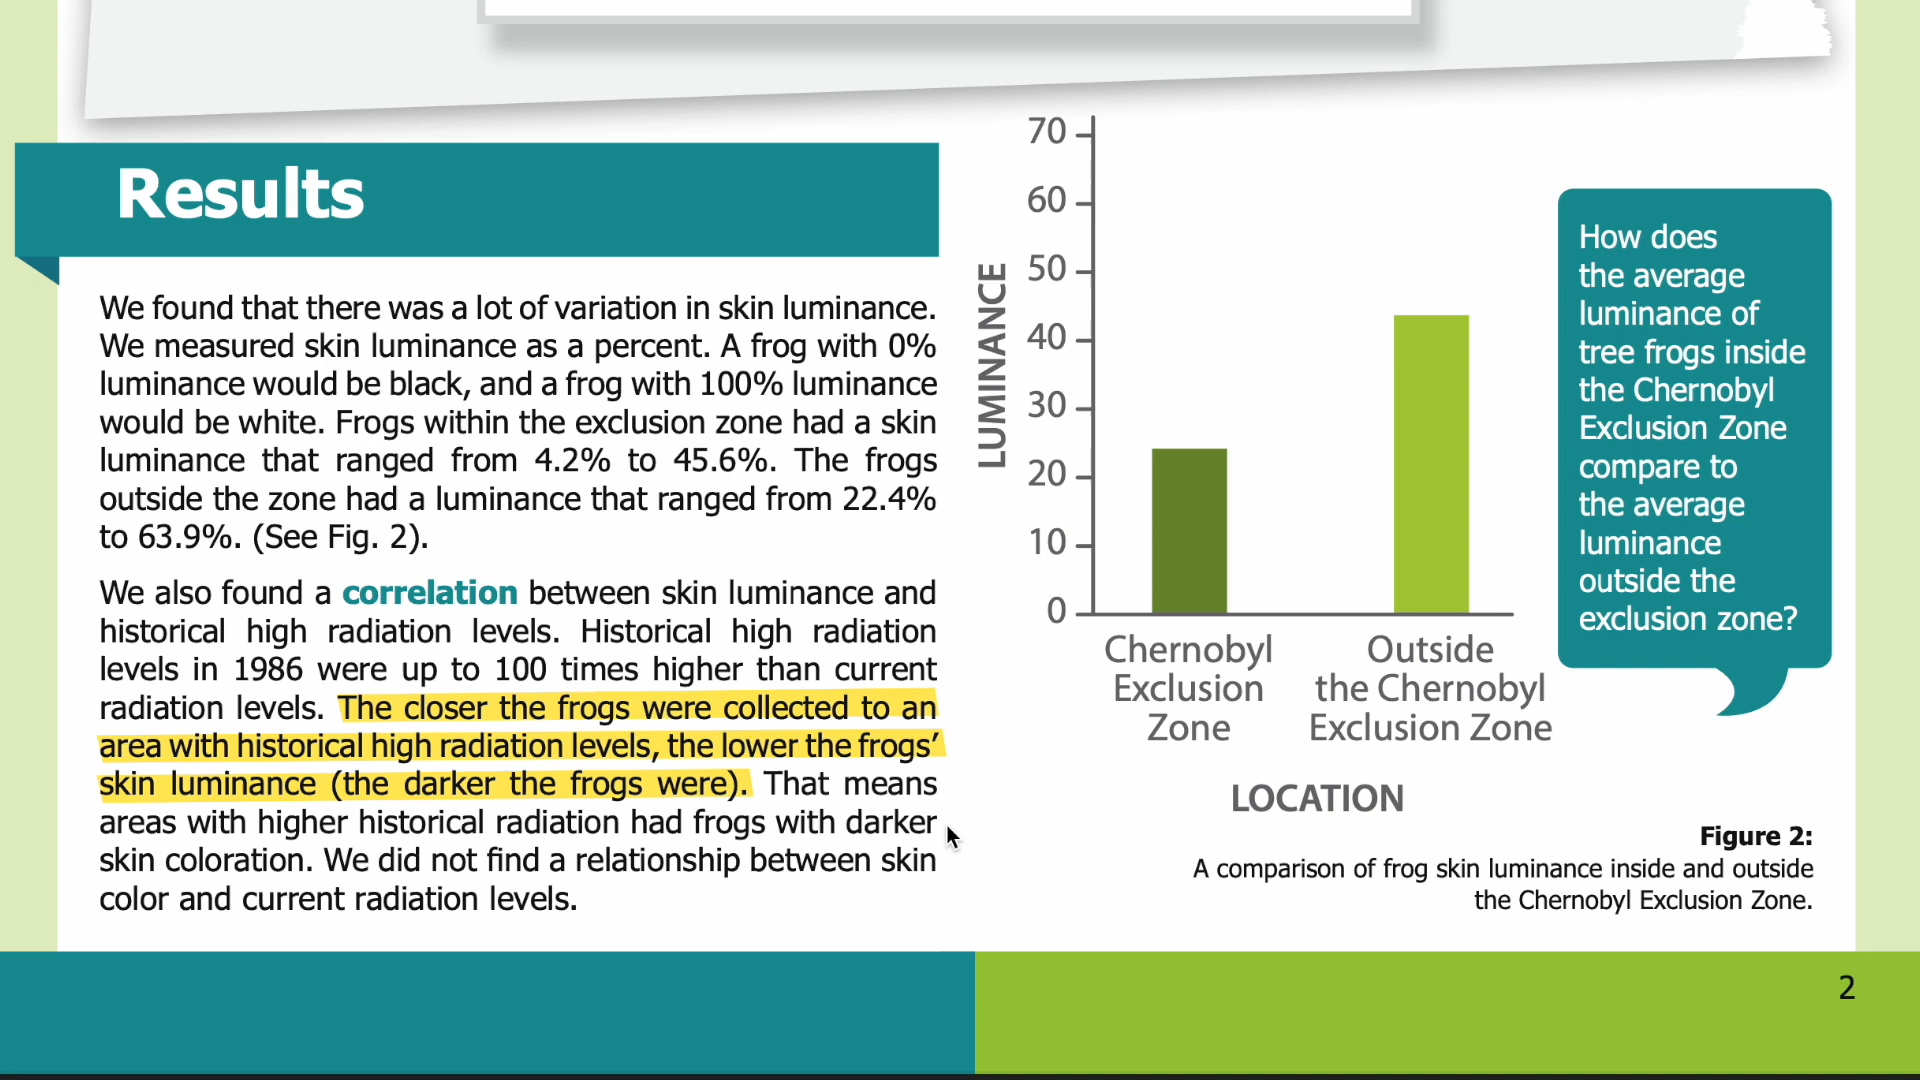 Results
We found that there was a lot of variation in skin luminance.
We measured skin luminance as a percent. A frog with 0%
luminance would be black, and a frog with 100% luminance
would be white. Frogs within the exclusion zone had a skin
luminance that ranged from 4.2% to 45.6%. The frogs
outside the zone had a luminance that ranged from 22.4%
to 63.9%. (See Fig. 2).
We also found a correlation between skin luminance and
historical high radiation levels. Historical high radiation
levels in 1986 were up to 100 times higher than current
radiation levels. The closer the frogs were collected to an
area with historical high radiation levels, the lower the frogs’
skin luminance (the darker the frogs were). That means
areas with higher historical radiation had frogs with darker
skin coloration. We did not find a relationship between skin
color and current radiation levels.
LUMINANCE
70
60
50
40
30
20
10
0
Chernobyl
Exclusion
Zone
Outside
the Chernobyl
Exclusion Zone
LOCATION
Figure 2:
A comparison of frog skin luminance inside and outside
the Chernobyl Exclusion Zone.
How does
the average
luminance of
tree frogs inside
the Chernobyl
Exclusion Zone
compare to
the average
luminance
outside the
exclusion zone?
2